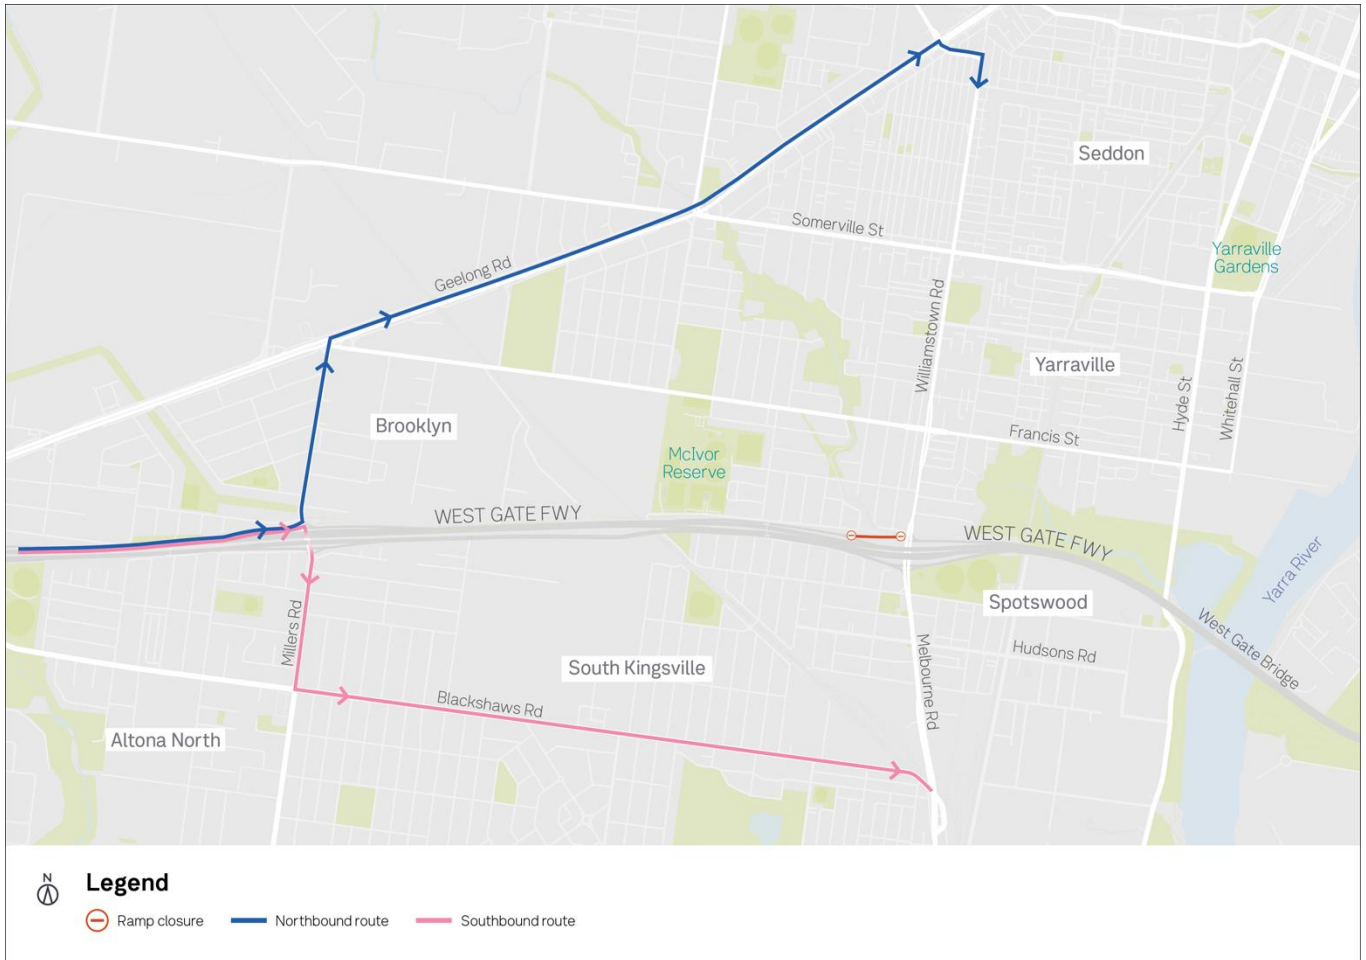 Seddon
Somerville St
Yarraville
Gardens
Geelong Rd
Williamstown Rd
Yarraville
Hyde St
Whitehall St
Brooklyn
Francis St
McIvor
Reserve
WEST GATE FWY
WEST GATE FWY
Yarra River
Spotswood
Millers Rd
West Gate Bridge
Hudsons Rd
South Kingsville
Melbourne Rd
Blackshaws Rd
Altona North
N
Legend
Ramp closure
Northbound route
Southbound route